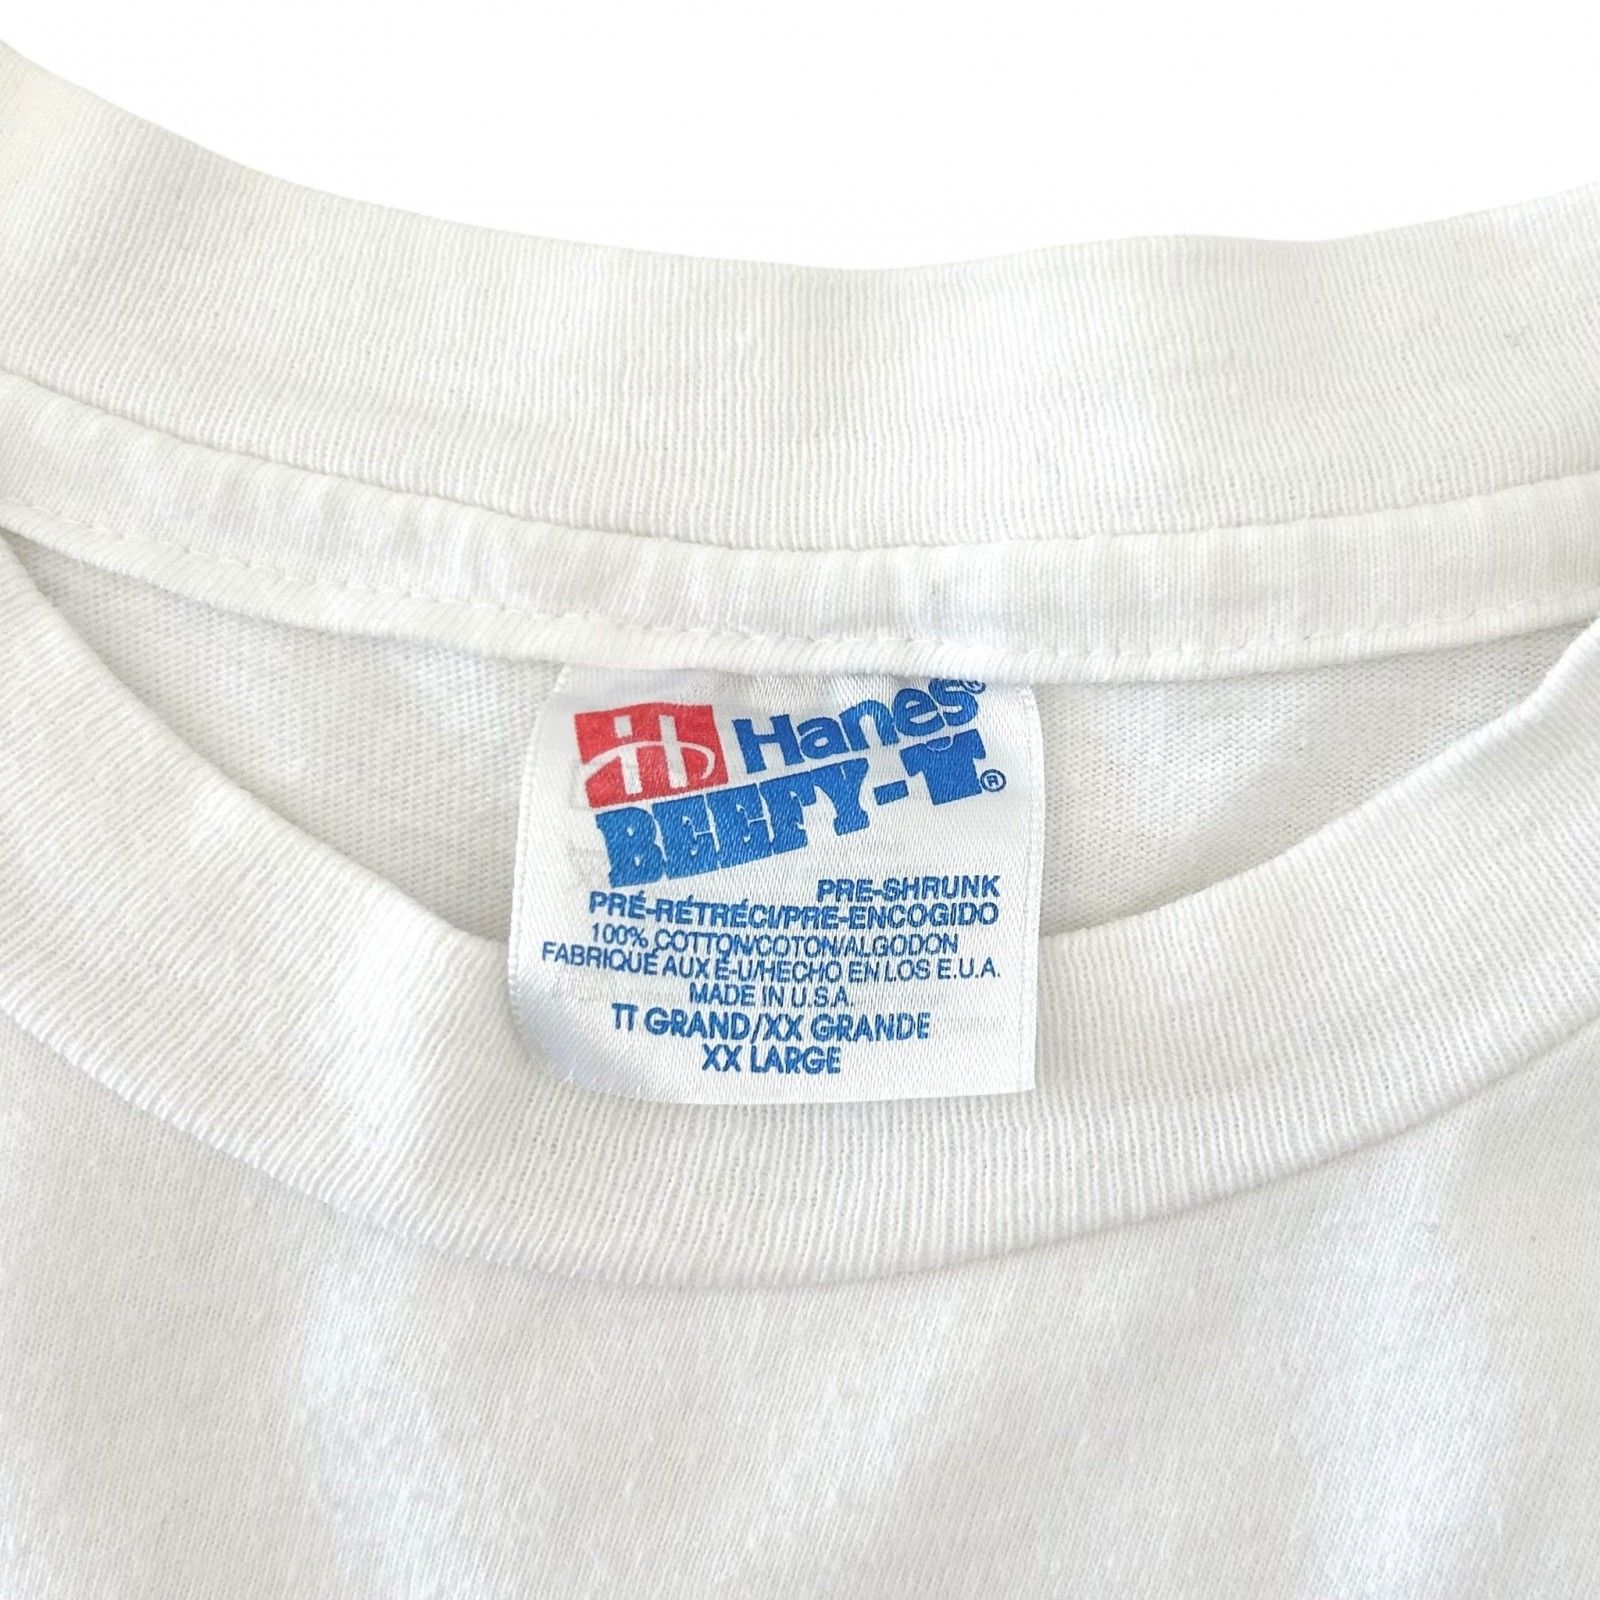 Hanes®
BEEFY-T®
PRE-SHRUNK
PRÉ-RÉTRÉCI/PRE-ENCOGIDO
100% COTTON/COTON/ALGODON
FABRIQUÉ AUX É-U/HECHO EN LOS E.U.A.
MADE IN U.S.A.
TT GRAND/XX GRANDE
XX LARGE